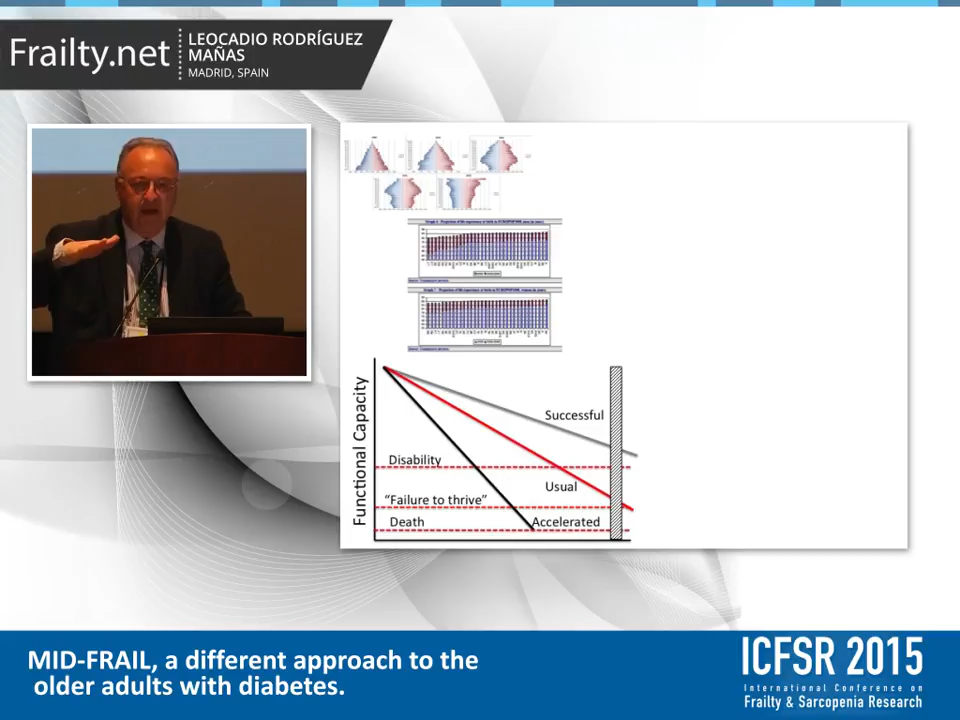 Frailty.net
LEOCADIO RODRÍGUEZ
MAÑAS
MADRID, SPAIN
Functional Capacity
Successful
Disability
Usual
“Failure to thrive”
Death
Accelerated
MID-FRAIL, a different approach to the
older adults with diabetes.
ICFSR 2015
International Conference on
Frailty & Sarcopenia Research